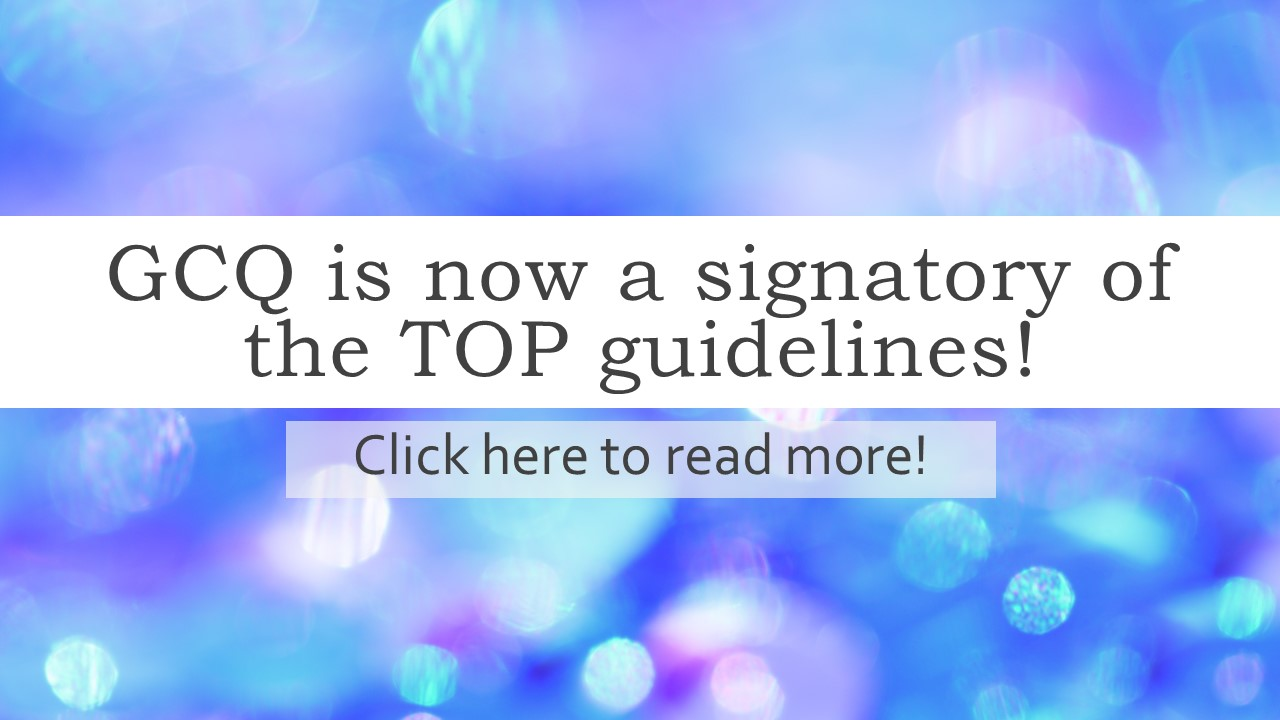 GCQ is now a signatory of
the TOP guidelines!
Click here to read more!